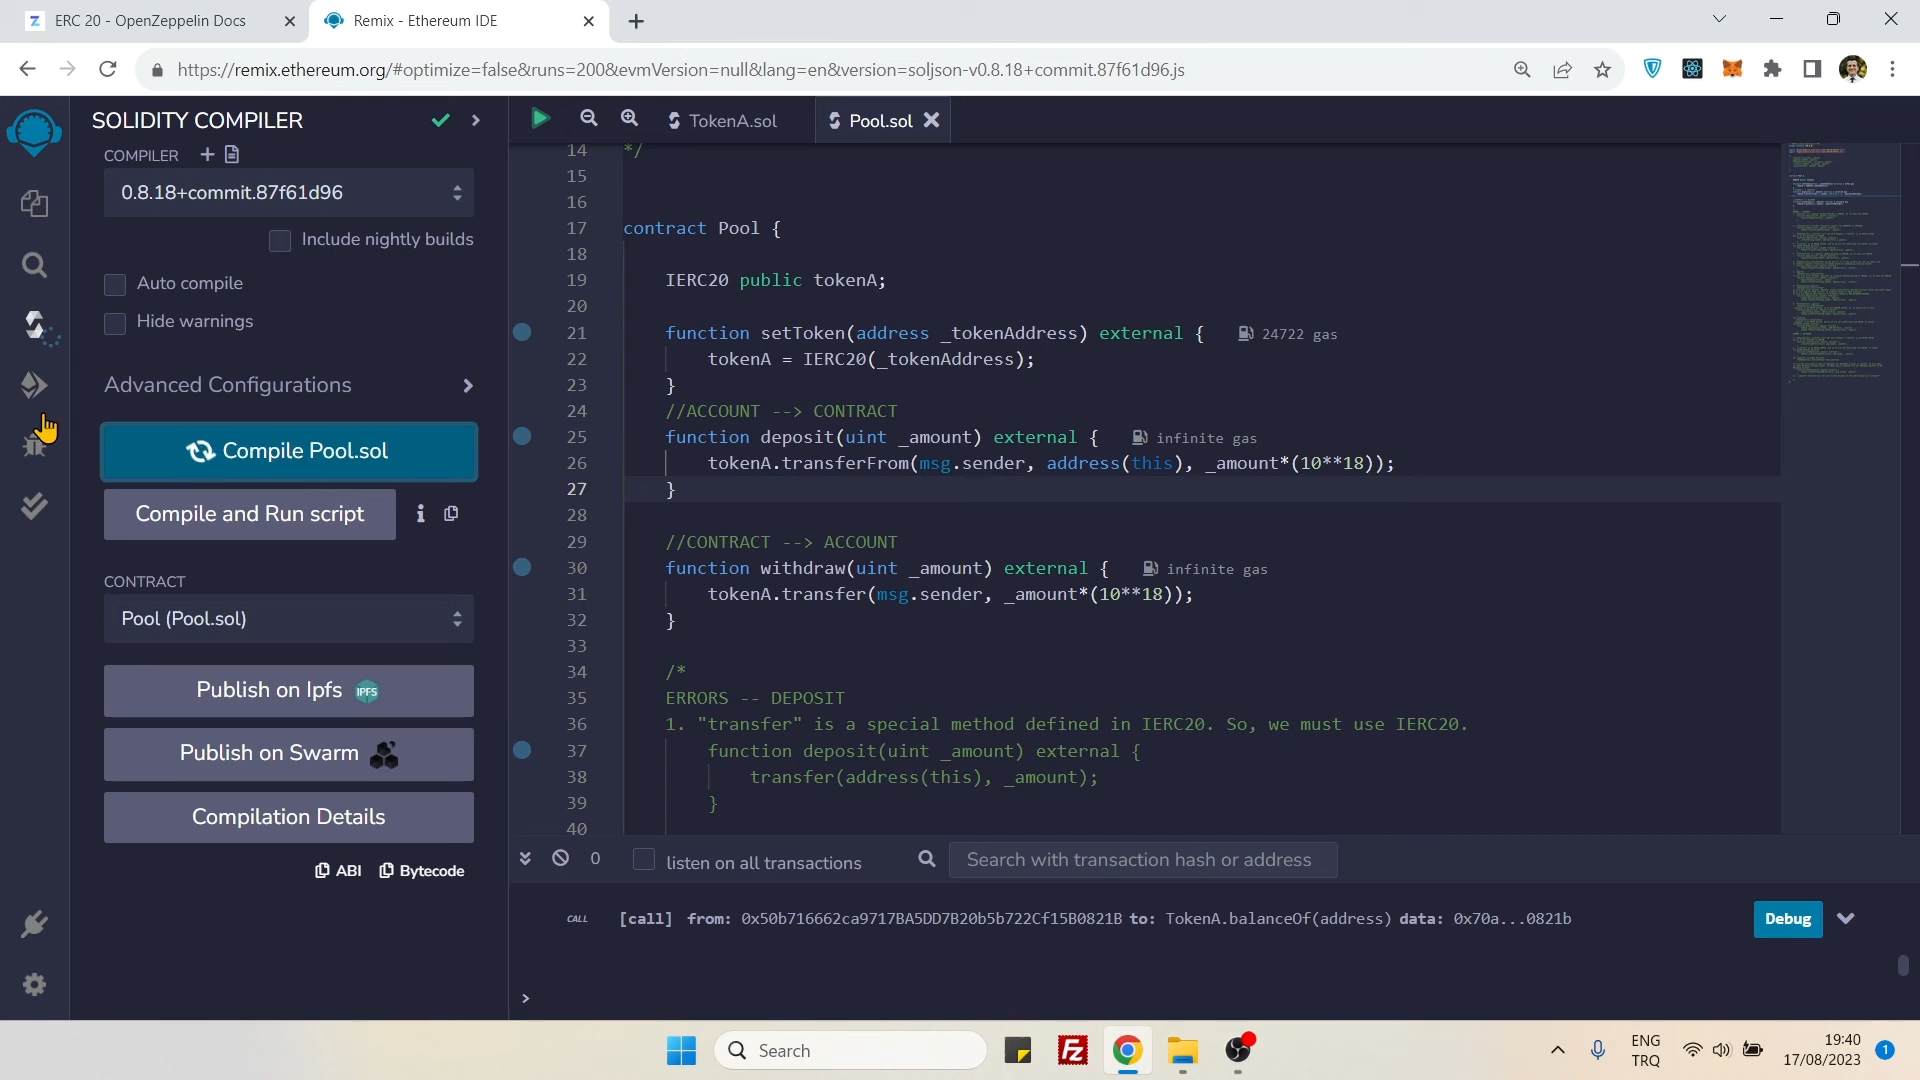 ERC 20 - OpenZeppelin Docs
Remix - Ethereum IDE
https://remix.ethereum.org/#optimize=false&runs=200&evmVersion=null&lang=en&version=soljson-v0.8.18+commit.87f61d96.js
SOLIDITY COMPILER
COMPILER
0.8.18+commit.87f61d96
Include nightly builds
Auto compile
Hide warnings
Advanced Configurations
Compile Pool.sol
Compile and Run script
CONTRACT
Pool (Pool.sol)
Publish on Ipfs IPFS
Publish on Swarm
Compilation Details
ABI Bytecode
TokenA.sol
Pool.sol
14 */
15
16
17 contract Pool {
18
19 IERC20 public tokenA;
20
21 function setToken(address _tokenAddress) external { 24722 gas
22 tokenA = IERC20(_tokenAddress);
23 }
24 //ACCOUNT --> CONTRACT
25 function deposit(uint _amount) external { infinite gas
26 tokenA.transferFrom(msg.sender, address(this), _amount*(10**18));
27 }
28
29 //CONTRACT --> ACCOUNT
30 function withdraw(uint _amount) external { infinite gas
31 tokenA.transfer(msg.sender, _amount*(10**18));
32 }
33
34 /*
35 ERRORS -- DEPOSIT
36 1. "transfer" is a special method defined in IERC20. So, we must use IERC20.
37 function deposit(uint _amount) external {
38 transfer(address(this), _amount);
39 }
40
0
listen on all transactions
Search with transaction hash or address
CALL [call] from: 0x50b716662ca9717BA5DD7B20b5b722Cf15B0821B to: TokenA.balanceOf(address) data: 0x70a...0821b
Debug
>
Search
ENG
TRQ
19:40
17/08/2023
1